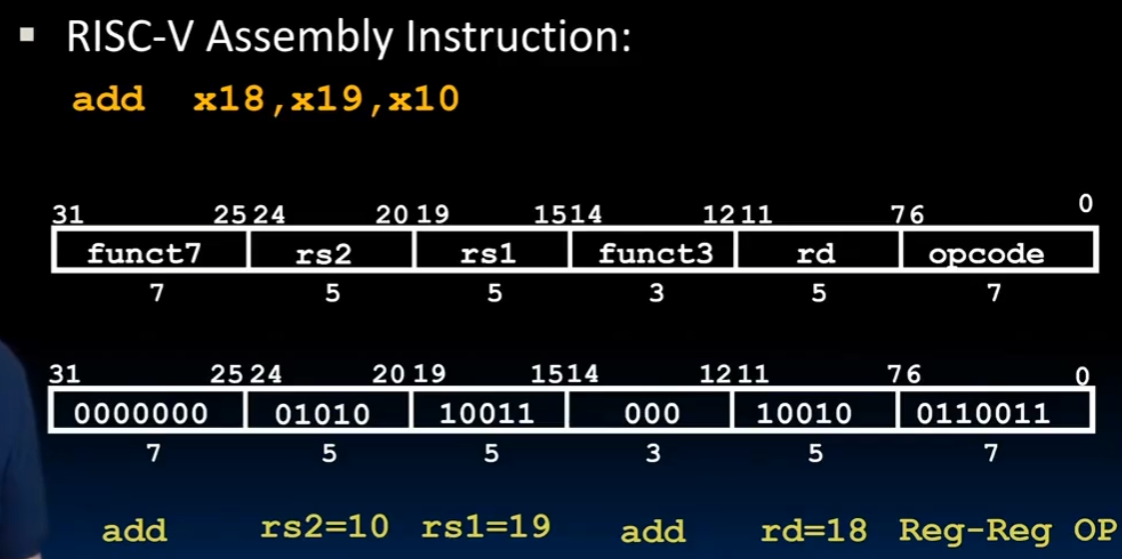 ▪ RISC-V Assembly Instruction:
add x18,x19,x10
31 25 24 20 19 15 14 12 11 7 6 0
funct7 rs2 rs1 funct3 rd opcode
7 5 5 3 5 7
31 25 24 20 19 15 14 12 11 7 6 0
0000000 01010 10011 000 10010 0110011
7 5 5 3 5 7
add rs2=10 rs1=19 add rd=18 Reg-Reg OP